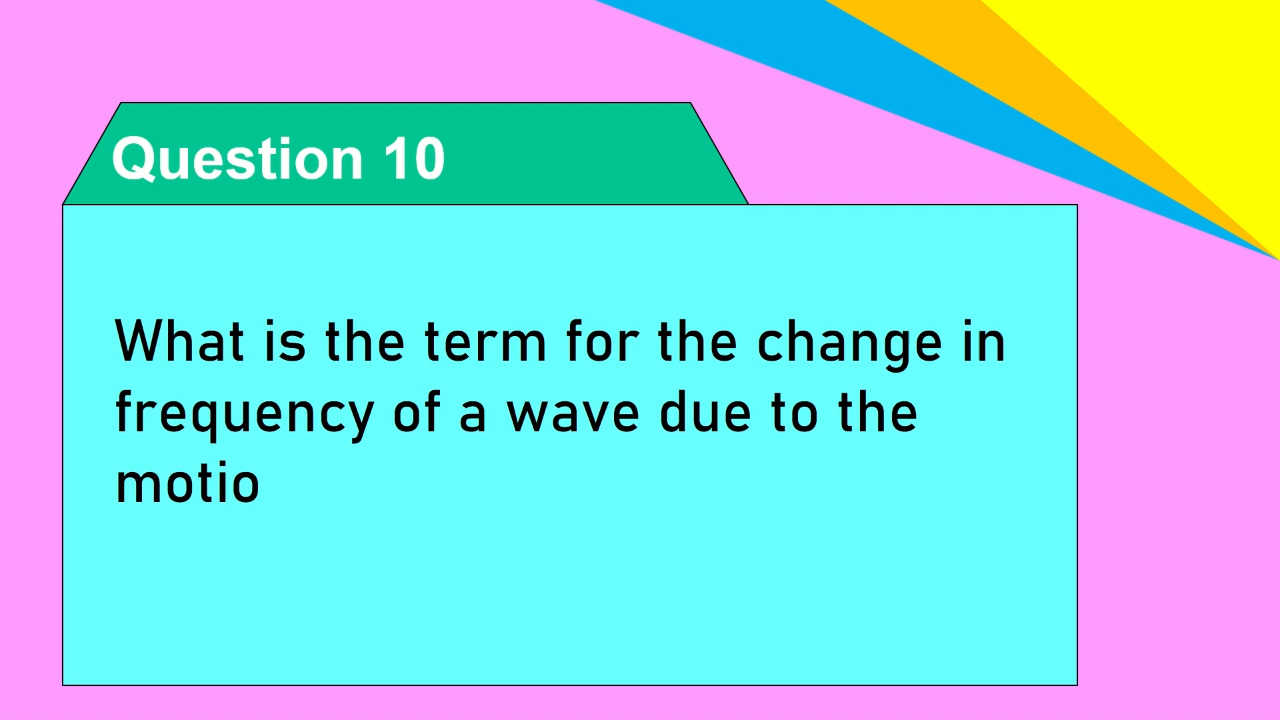 Question 10
What is the term for the change in
frequency of a wave due to the
motio